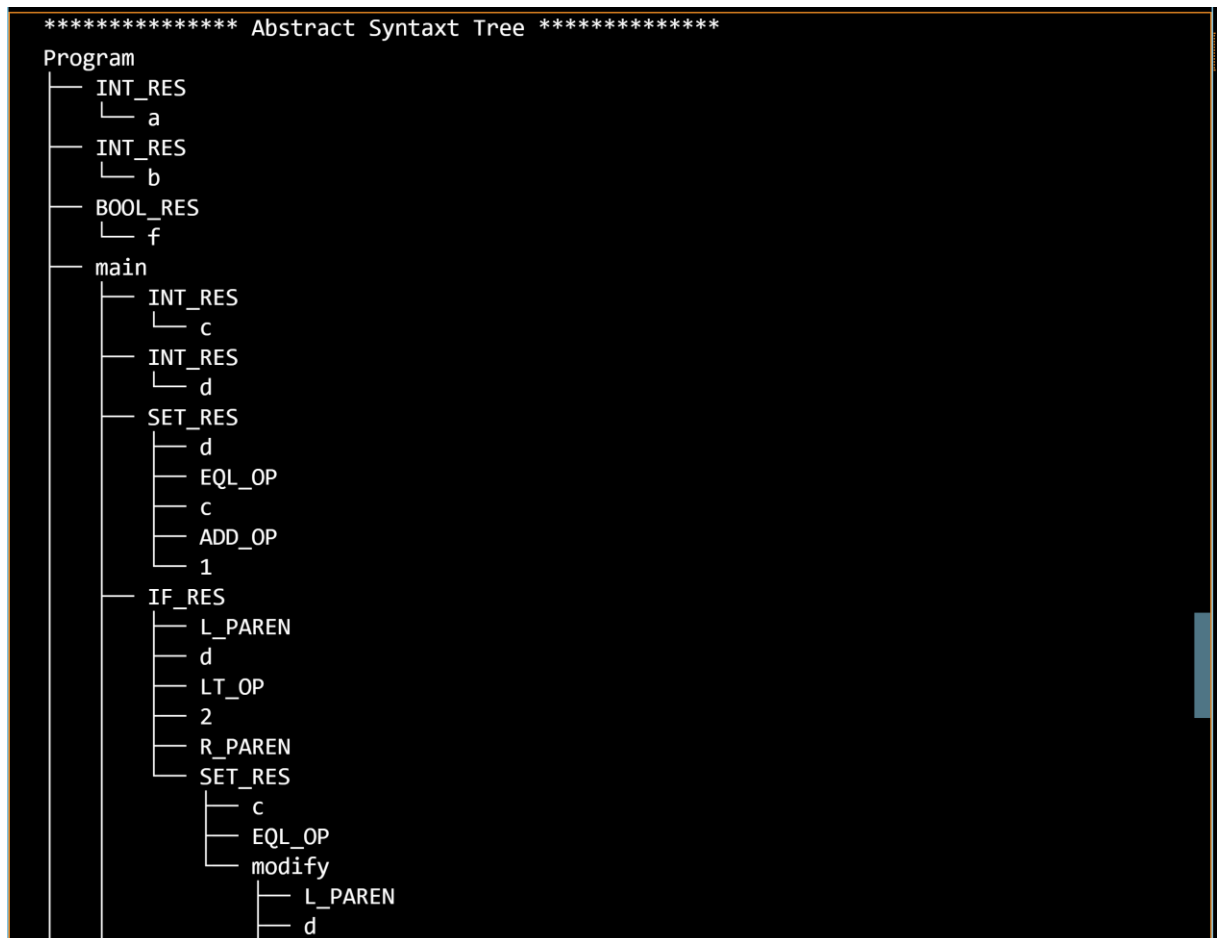 *************** Abstract Syntaxt Tree **************
Program
INT_RES
a
INT_RES
b
BOOL_RES
f
main
INT_RES
c
INT_RES
d
SET_RES
d
EQL_OP
c
ADD_OP
1
IF_RES
L_PAREN
d
LT_OP
2
R_PAREN
SET_RES
c
EQL_OP
modify
L_PAREN
d